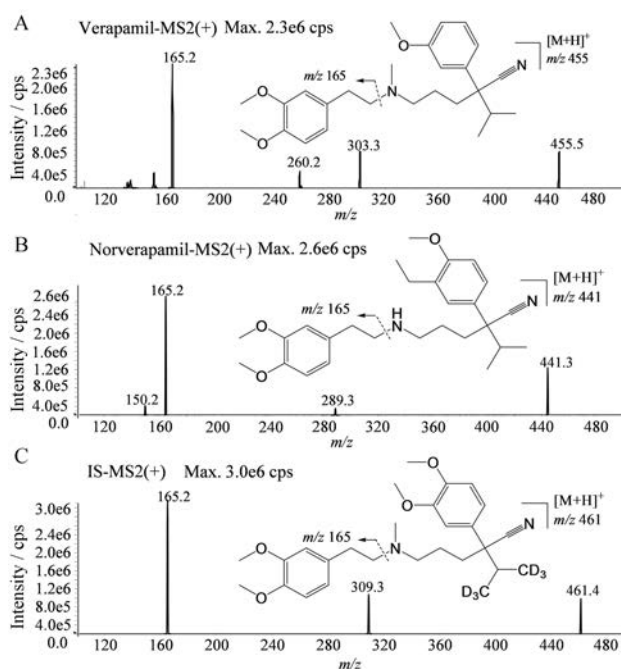 A
Verapamil-MS2(+) Max. 2.3e6 cps
Intensity / cps
2.3e6
2.0e6
1.6e6
1.2e6
8.0e5
4.0e5
0.0
165.2
260.2
303.3
455.5
m/z 165
O
O
O
N
N
[M+H]+
m/z 455
120 160 200 240 280 320 360 400 440 480
m/z
B
Norverapamil-MS2(+) Max. 2.6e6 cps
Intensity / cps
2.6e6
2.4e6
2.0e6
1.6e6
1.2e6
8.0e5
4.0e5
0.0
150.2
165.2
289.3
441.3
m/z 165
O
O
O
H
N
N
[M+H]+
m/z 441
120 160 200 240 280 320 360 400 440 480
m/z
C
IS-MS2(+) Max. 3.0e6 cps
Intensity / cps
3.0e6
2.4e6
2.0e6
1.6e6
1.2e6
8.0e5
4.0e5
0.0
165.2
309.3
461.4
m/z 165
O
O
O
O
N
N
D3C
CD3
[M+H]+
m/z 461
120 160 200 240 280 320 360 400 440 480
m/z